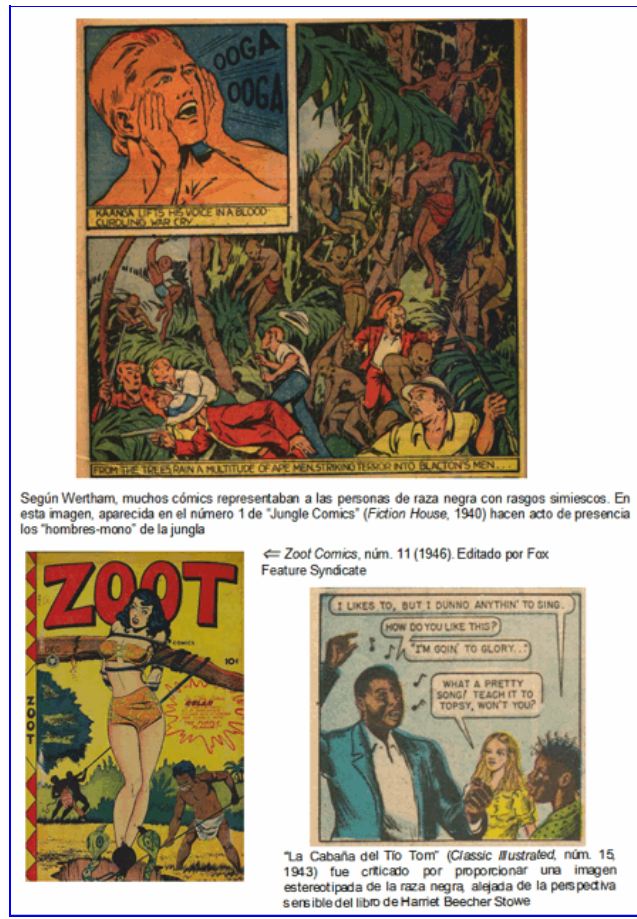 OOGA
OOGA
KAANGA LIFTS HIS VOICE IN A BLOOD
CURDLING WAR CRY
FROM THE TREES RAIN A MULTITUDE OF APE MEN, STRIKING TERROR INTO BLACTON'S MEN...
Según Wertham, muchos cómics representaban a las personas de raza negra con rasgos simiescos. En
esta imagen, aparecida en el número 1 de "Jungle Comics" (Fiction House, 1940) hacen acto de presencia
los "hombres-mono" de la jungla
⇐ Zoot Comics, núm. 11 (1946). Editado por Fox
Feature Syndicate
ZOOT
COMICS
DEC
10¢
ZOOT
RULAH
I LIKES TO, BUT I DUNNO ANYTHIN' TO SING.
HOW DO YOU LIKE THIS?
"I'M GOIN' TO GLORY..."
WHAT A PRETTY
SONG! TEACH IT TO
TOPSY, WON'T YOU?
"La Cabaña del Tío Tom" (Classic Illustrated, núm. 15,
1943) fue criticado por proporcionar una imagen
estereotipada de la raza negra, alejada de la perspectiva
sensible del libro de Harriet Beecher Stowe